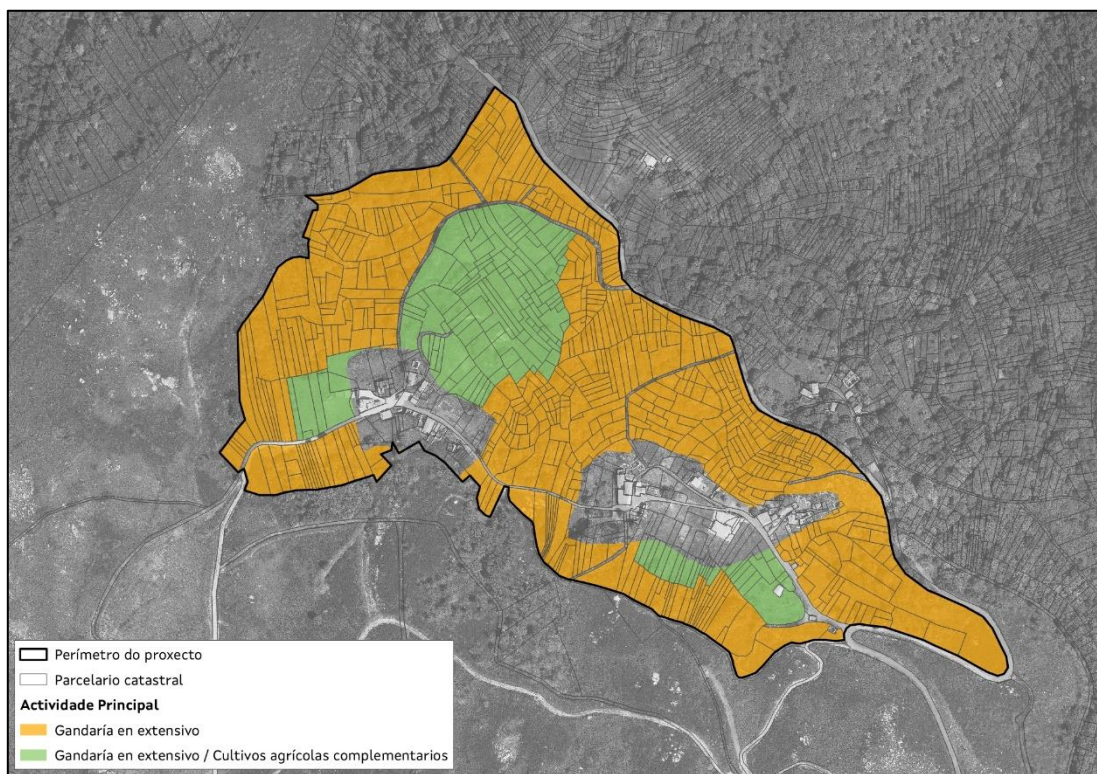 Perímetro do proxecto
Parcelario catastral
Actividade Principal
Gandaría en extensivo
Gandaría en extensivo / Cultivos agrícolas complementarios